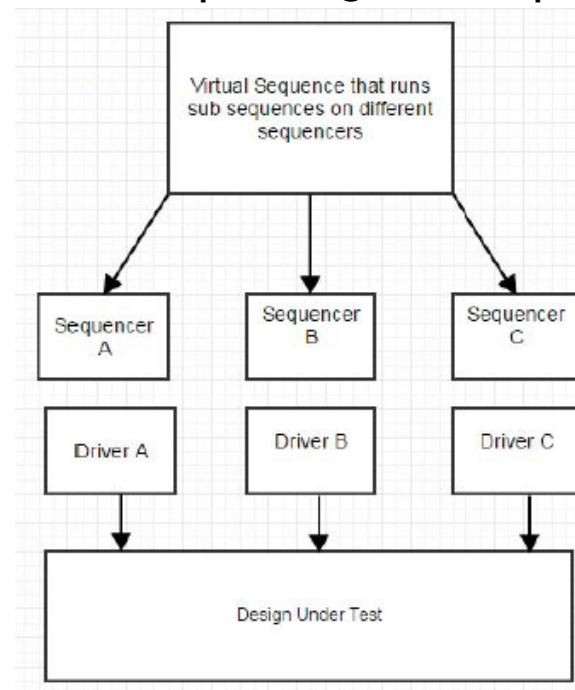 Virtual Sequence that runs
sub sequences on different
sequencers
Sequencer
A
Sequencer
B
Sequencer
C
Driver A
Driver B
Driver C
Design Under Test